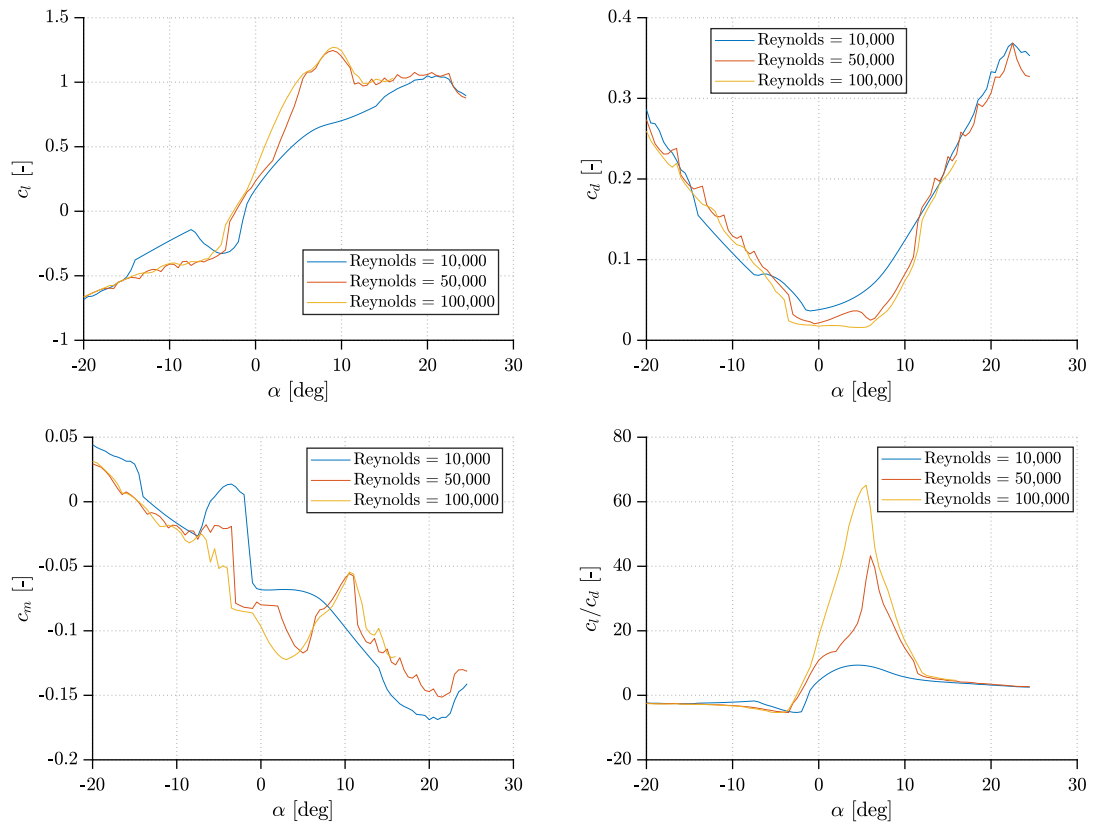 1.5
1
0.5
0
-0.5
-1
c_l [-]
-20 -10 0 10 20 30
α [deg]
Reynolds = 10,000
Reynolds = 50,000
Reynolds = 100,000
0.4
0.3
0.2
0.1
0
c_d [-]
-20 -10 0 10 20 30
α [deg]
Reynolds = 10,000
Reynolds = 50,000
Reynolds = 100,000
0.05
0
-0.05
-0.1
-0.15
-0.2
c_m [-]
-20 -10 0 10 20 30
α [deg]
Reynolds = 10,000
Reynolds = 50,000
Reynolds = 100,000
80
60
40
20
0
-20
c_l/c_d [-]
-20 -10 0 10 20 30
α [deg]
Reynolds = 10,000
Reynolds = 50,000
Reynolds = 100,000